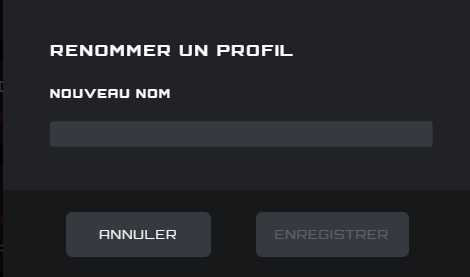 RENOMMER UN PROFIL
NOUVEAU NOM
ANNULER
ENREGISTRER